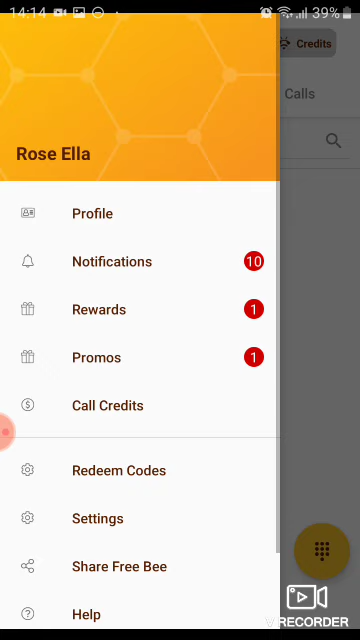 14:14 39%
Credits
Calls
Rose Ella
Profile
Notifications 10
Rewards 1
Promos 1
Call Credits
Redeem Codes
Settings
Share Free Bee
Help
V RECORDER